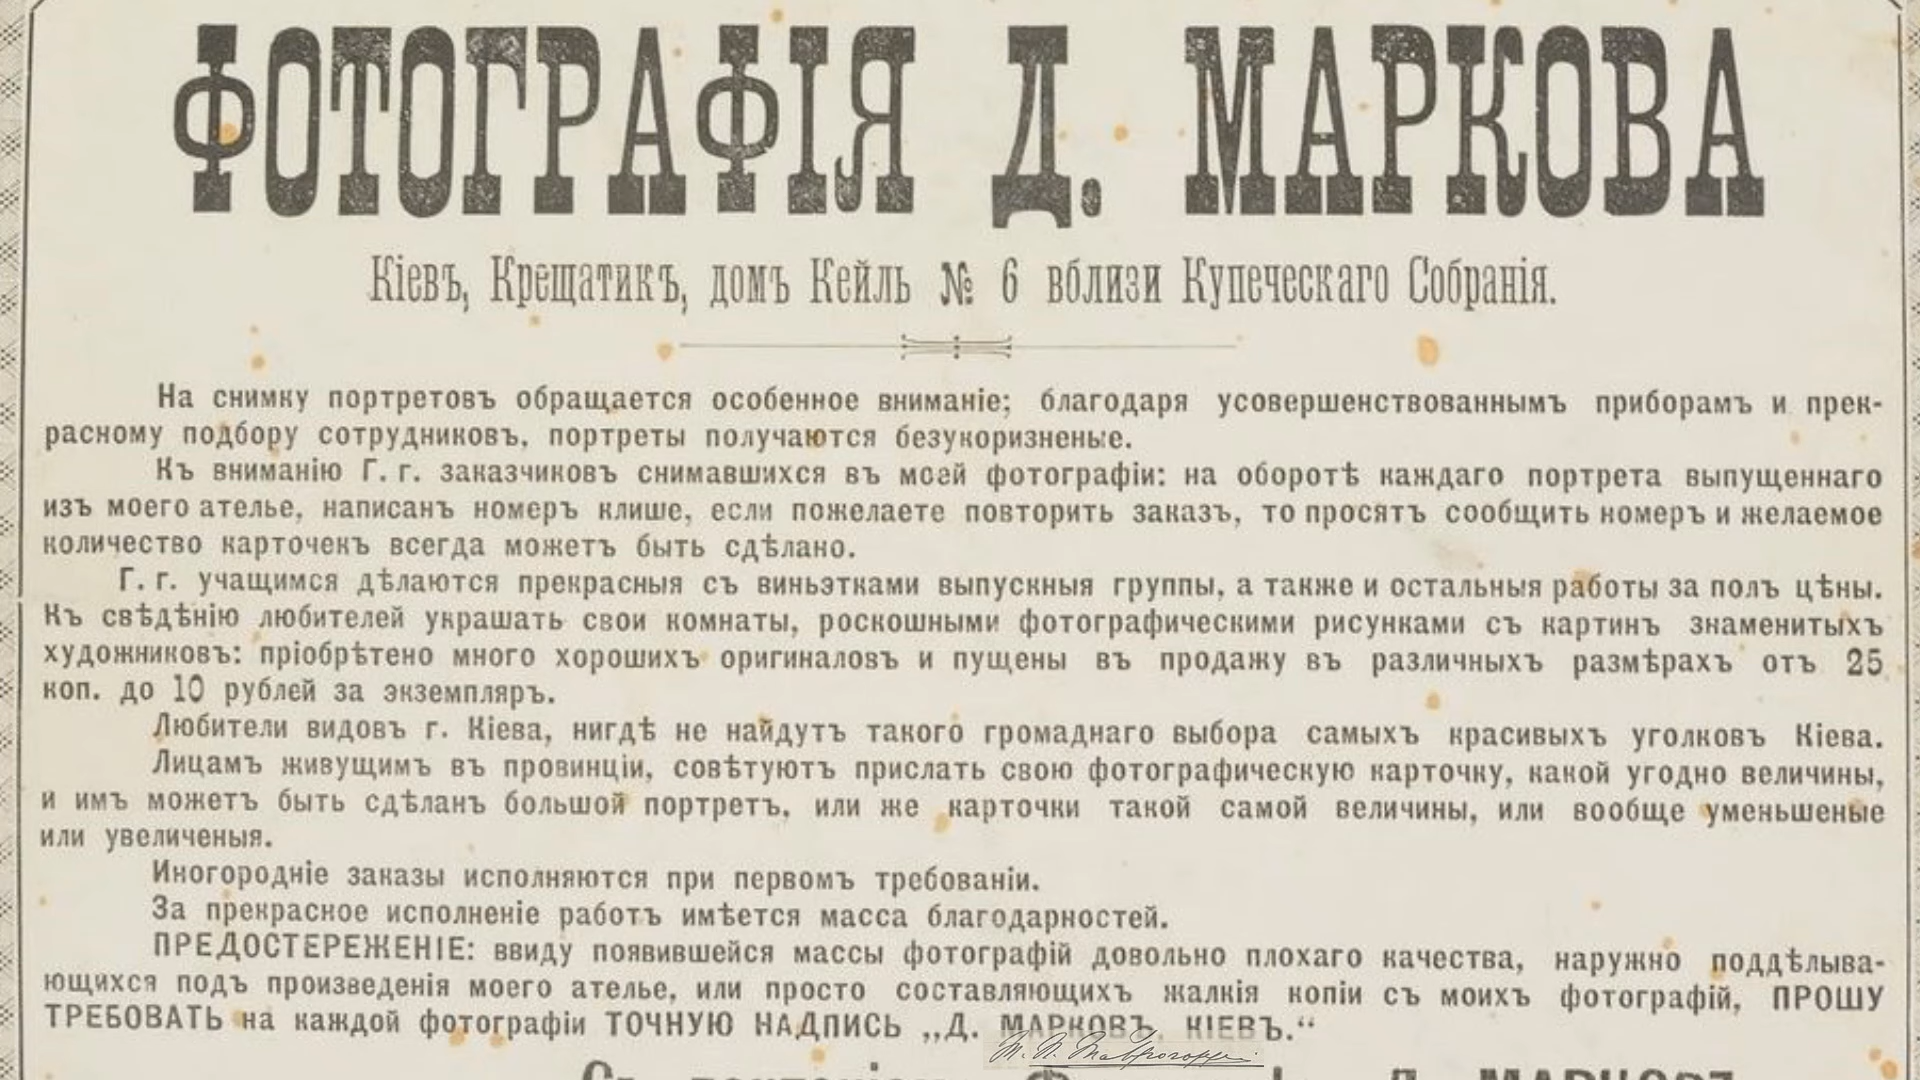 ФОТОГРАФІЯ Д. МАРКОВА
Кіевъ, Крещатикъ, домъ Кейль № 6 вблизи Купеческаго Собранія.
На снимку портретовъ обращается особенное вниманіе; благодаря усовершенствованнымъ приборамъ и прек-
расному подбору сотрудниковъ, портреты получаются безукоризненые.
Къ вниманію Г. г. заказчиковъ снимавшихся въ моей фотографіи: на оборотѣ каждаго портрета выпущеннаго
изъ моего ателье, написанъ номеръ клише, если пожелаете повторить заказъ, то просятъ сообщить номеръ и желаемое
количество карточекъ всегда можетъ быть сдѣлано.
Г. г. учащимся дѣлаются прекрасныя съ виньэтками выпускныя группы, а также и остальныя работы за полъ цѣны.
Къ свѣдѣнію любителей украшать свои комнаты, роскошными фотографическими рисунками съ картинъ знаменитыхъ
художниковъ: пріобрѣтено много хорошихъ оригиналовъ и пущены въ продажу въ различныхъ размѣрахъ отъ 25
коп. до 10 рублей за экземпляръ.
Любители видовъ г. Кіева, нигдѣ не найдутъ такого громаднаго выбора самыхъ красивыхъ уголковъ Кіева.
Лицамъ живущимъ въ провинціи, совѣтуютъ прислать свою фотографическую карточку, какой угодно величины,
и имъ можетъ быть сдѣланъ большой портретъ, или же карточки такой самой величины, или вообще уменьшеные
или увеличеныя.
Иногородніе заказы исполняются при первомъ требованіи.
За прекрасное исполненіе работъ имѣется масса благодарностей.
ПРЕДОСТЕРЕЖЕНІЕ: ввиду появившейся массы фотографій довольно плохаго качества, наружно поддѣлыва-
ющихся подъ произведенія моего ателье, или просто составляющихъ жалкія копіи съ моихъ фотографій, ПРОШУ
ТРЕБОВАТЬ на каждой фотографіи ТОЧНУЮ НАДПИСЬ „Д. МАРКОВЪ, КІЕВЪ.“